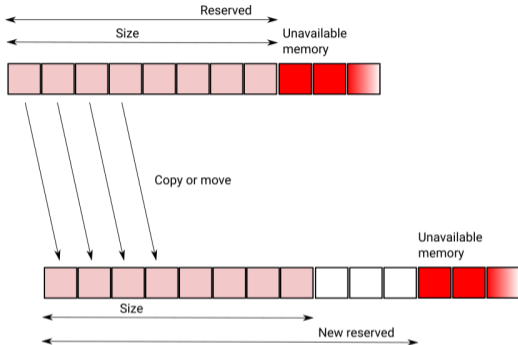 Reserved
Size
Unavailable
memory
Copy or move
Unavailable
memory
Size
New reserved